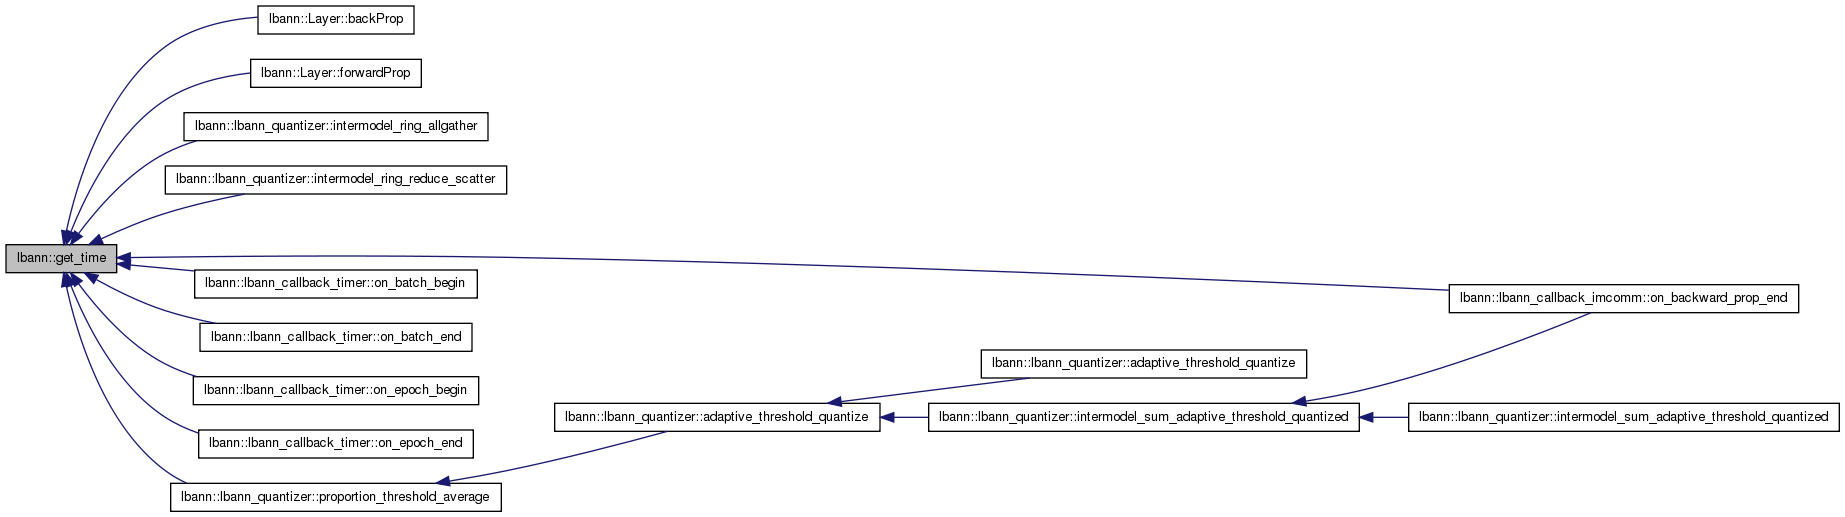 lbann::Layer::backProp
lbann::Layer::forwardProp
lbann::lbann_quantizer::intermodel_ring_allgather
lbann::lbann_quantizer::intermodel_ring_reduce_scatter
lbann::get_time
lbann::lbann_callback_timer::on_batch_begin
lbann::lbann_callback_imcomm::on_backward_prop_end
lbann::lbann_callback_timer::on_batch_end
lbann::lbann_quantizer::adaptive_threshold_quantize
lbann::lbann_callback_timer::on_epoch_begin
lbann::lbann_quantizer::adaptive_threshold_quantize
lbann::lbann_quantizer::intermodel_sum_adaptive_threshold_quantized
lbann::lbann_quantizer::intermodel_sum_adaptive_threshold_quantized
lbann::lbann_callback_timer::on_epoch_end
lbann::lbann_quantizer::proportion_threshold_average